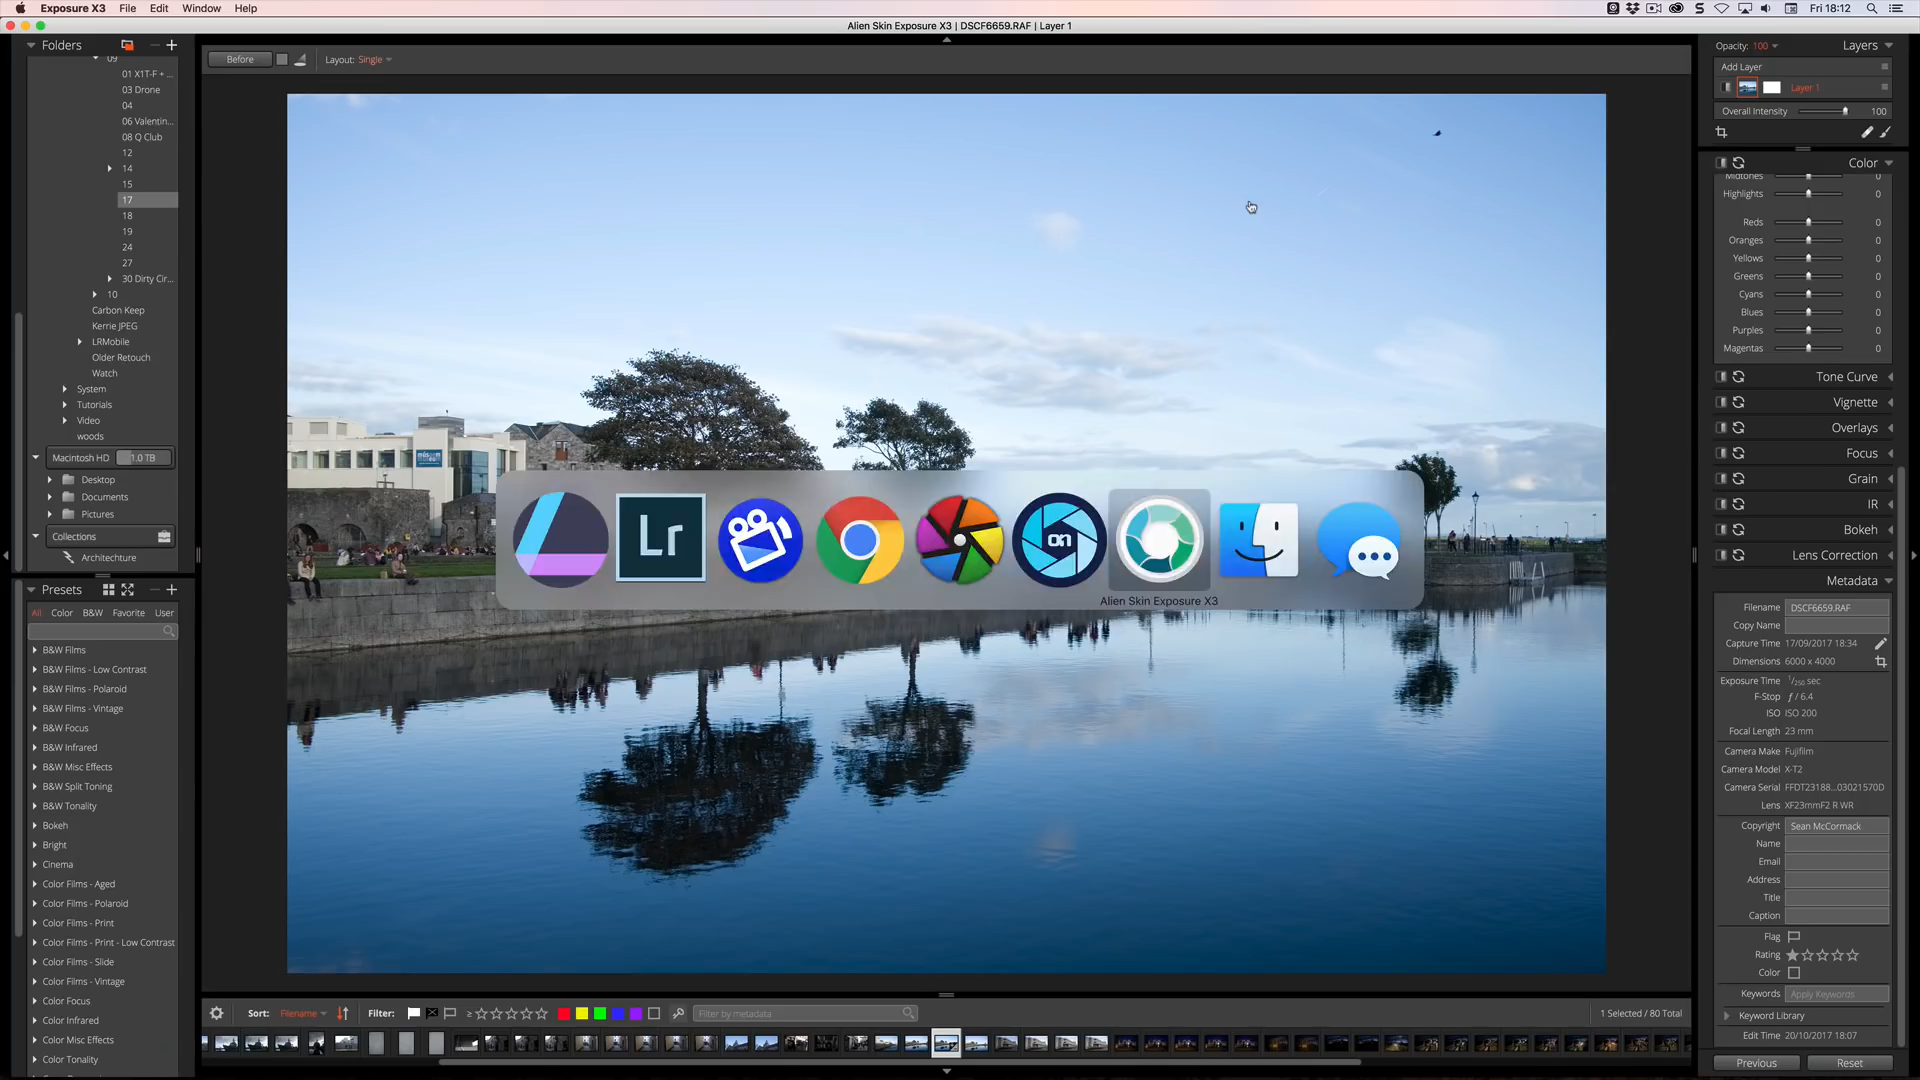 Exposure X3 File Edit Window Help
Fri 18:12
Alien Skin Exposure X3 | DSCF6659.RAF | Layer 1
Folders
09
01 X1T-F + ...
03 Drone
04
06 Valentin...
08 Q Club
12
14
15
17
18
19
24
27
30 Dirty Cir...
10
Carbon Keep
Kerrie JPEG
LRMobile
Older Retouch
Watch
System
Tutorials
Video
woods
Macintosh HD 1.0 TB
Desktop
Documents
Pictures
Collections
Architechture
Presets
All Color B&W Favorite User
B&W Films
B&W Films - Low Contrast
B&W Films - Polaroid
B&W Films - Vintage
B&W Focus
B&W Infrared
B&W Misc Effects
B&W Split Toning
B&W Tonality
Bokeh
Bright
Cinema
Color Films - Aged
Color Films - Polaroid
Color Films - Print
Color Films - Print - Low Contrast
Color Films - Slide
Color Films - Vintage
Color Focus
Color Infrared
Color Misc Effects
Color Tonality
Before Layout: Single
Lr
on
Alien Skin Exposure X3
Sort: Filename Filter: ≥ Filter by metadata 1 Selected / 80 Total
Opacity: 100 Layers
Add Layer
Layer 1
Overall Intensity 100
Color
Midtones 0
Highlights 0
Reds 0
Oranges 0
Yellows 0
Greens 0
Cyans 0
Blues 0
Purples 0
Magentas 0
Tone Curve
Vignette
Overlays
Focus
Grain
IR
Bokeh
Lens Correction
Metadata
Filename DSCF6659.RAF
Copy Name
Capture Time 17/09/2017 18:34
Dimensions 6000 x 4000
Exposure Time 1/250 sec
F-Stop ƒ / 6.4
ISO ISO 200
Focal Length 23 mm
Camera Make Fujifilm
Camera Model X-T2
Camera Serial FFDT23188...03021570D
Lens XF23mmF2 R WR
Copyright Sean McCormack
Name
Email
Address
Title
Caption
Flag
Rating
Color
Keywords Apply Keywords
Keyword Library
Edit Time 20/10/2017 18:07
Previous Reset